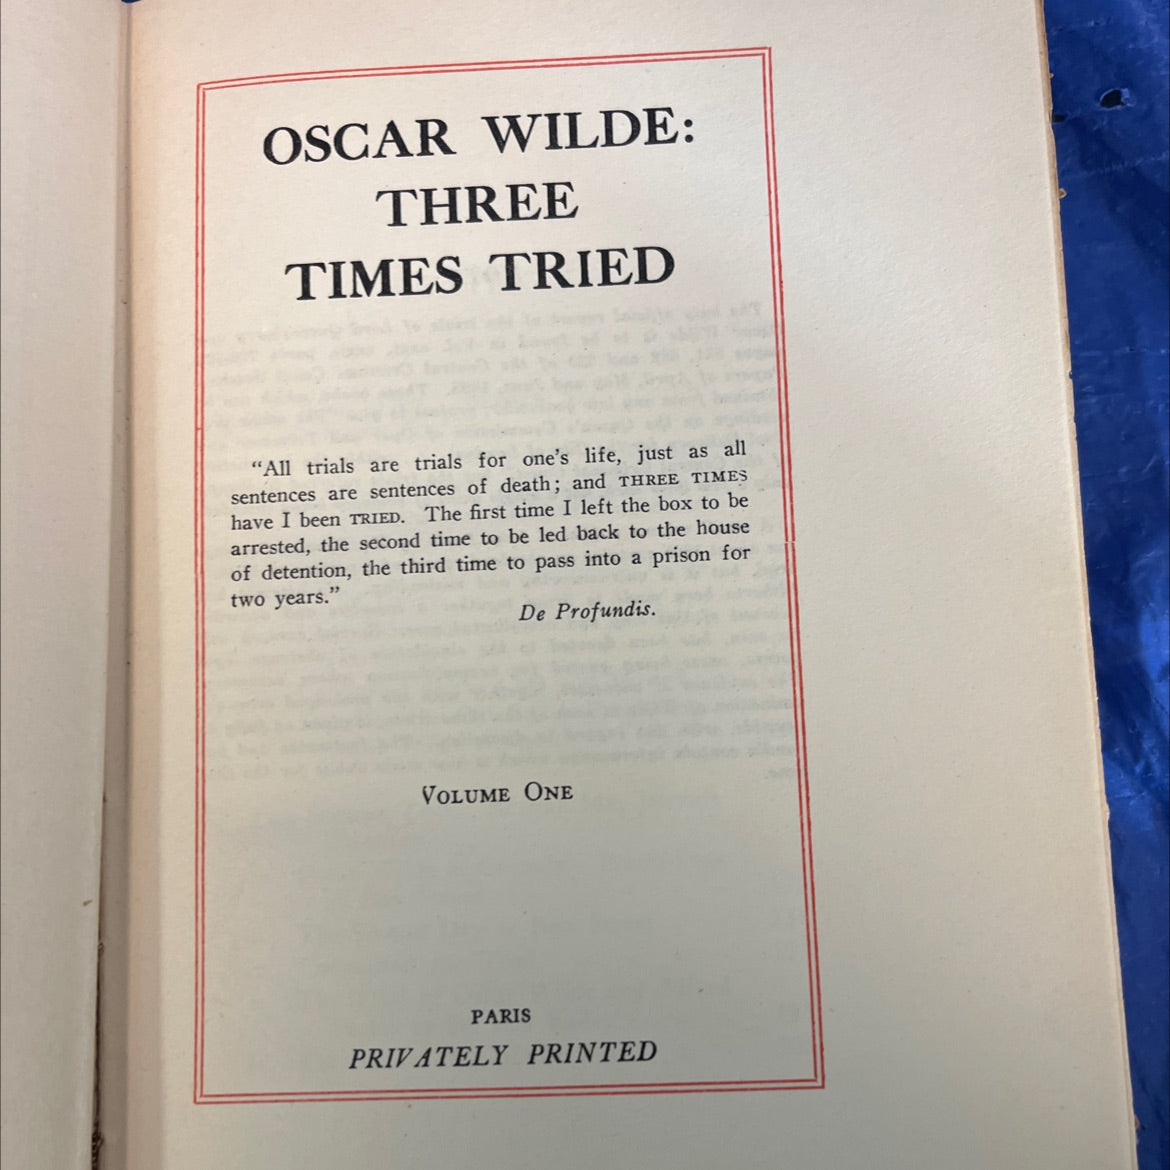 OSCAR WILDE:
THREE
TIMES TRIED
"All trials are trials for one's life, just as all
sentences are sentences of death; and THREE TIMES
have I been TRIED. The first time I left the box to be
arrested, the second time to be led back to the house
of detention, the third time to pass into a prison for
two years."
De Profundis.
VOLUME ONE
PARIS
PRIVATELY PRINTED